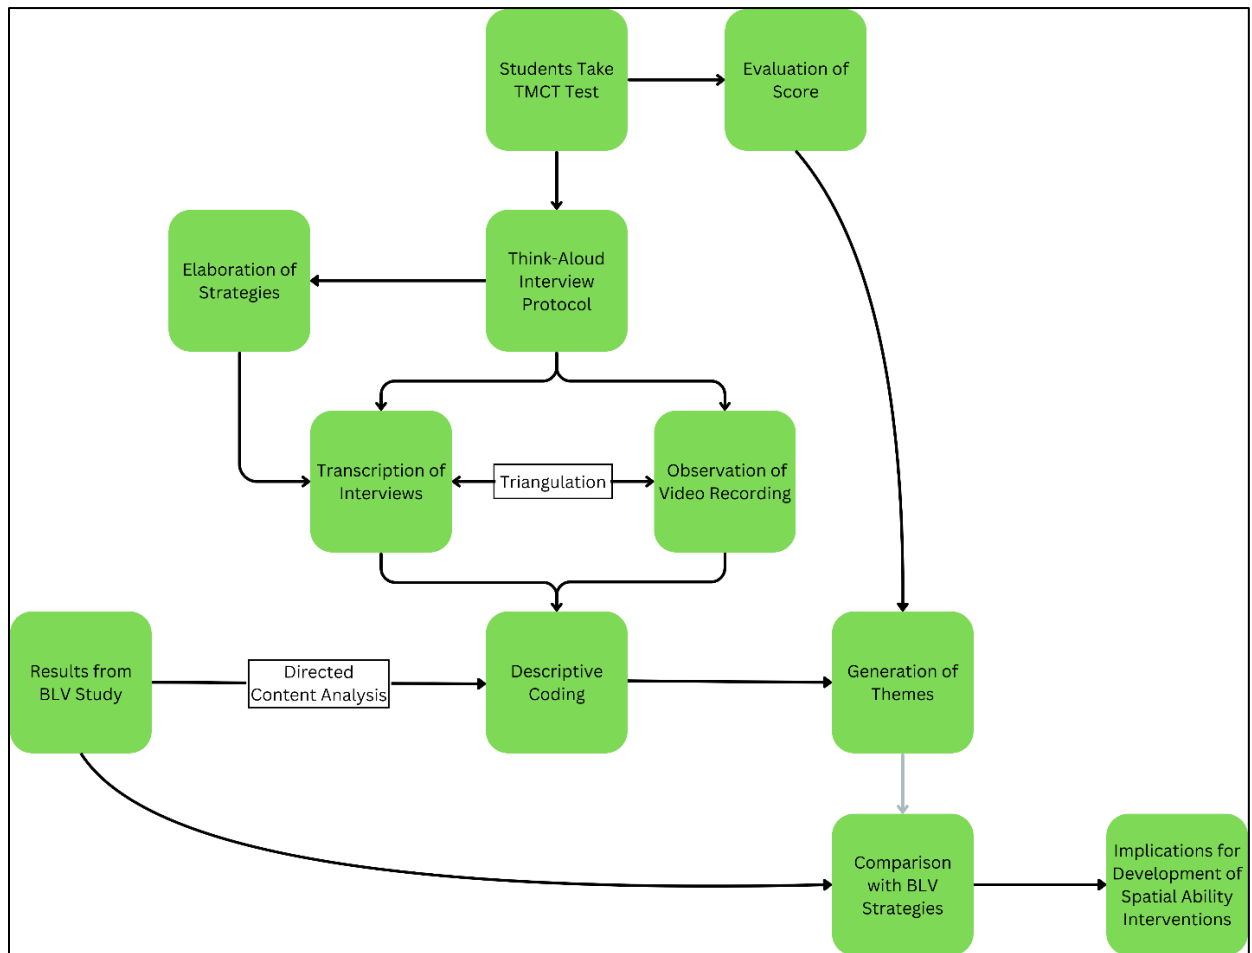 Students Take
TMCT Test
Evaluation of
Score
Elaboration of
Strategies
Think-Aloud
Interview
Protocol
Transcription of
Interviews
Triangulation
Observation of
Video Recording
Results from
BLV Study
Directed
Content Analysis
Descriptive
Coding
Generation of
Themes
Comparison
with BLV
Strategies
Implications for
Development of
Spatial Ability
Interventions